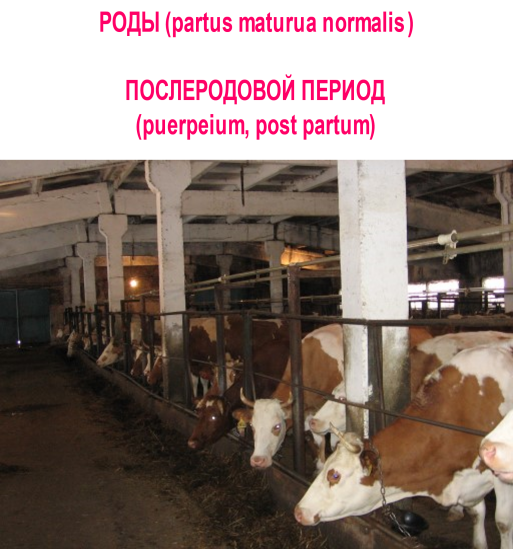 РОДЫ (partus maturua normalis)
ПОСЛЕРОДОВОЙ ПЕРИОД
(puerpeium, post partum)